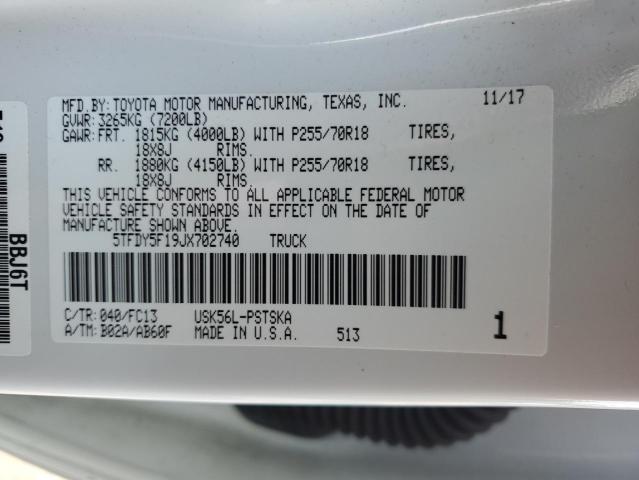 MFD.BY:TOYOTA MOTOR MANUFACTURING, TEXAS, INC. 11/17
GVWR:3265KG (7200LB)
GAWR:FRT. 1815KG (4000LB) WITH P255/70R18 TIRES,
18X8J RIMS,
RR. 1880KG (4150LB) WITH P255/70R18 TIRES,
18X8J RIMS.
THIS VEHICLE CONFORMS TO ALL APPLICABLE FEDERAL MOTOR
VEHICLE SAFETY STANDARDS IN EFFECT ON THE DATE OF
MANUFACTURE SHOWN ABOVE.
5TFDY5F19JX702740 TRUCK
C/TR:040/FC13 USK56L-PSTSKA
A/TM:B02A/AB60F MADE IN U.S.A. 513 1
BBJ6T